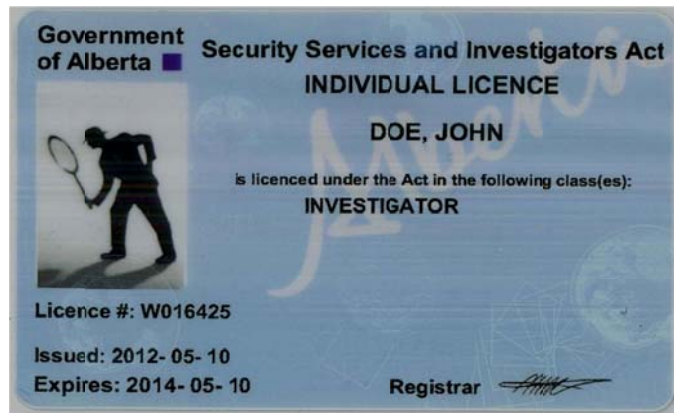 Government
of Alberta
Security Services and Investigators Act
INDIVIDUAL LICENCE
DOE, JOHN
is licenced under the Act in the following class(es):
INVESTIGATOR
Alberta
Licence #: W016425
Issued: 2012- 05- 10
Expires: 2014- 05- 10
Registrar